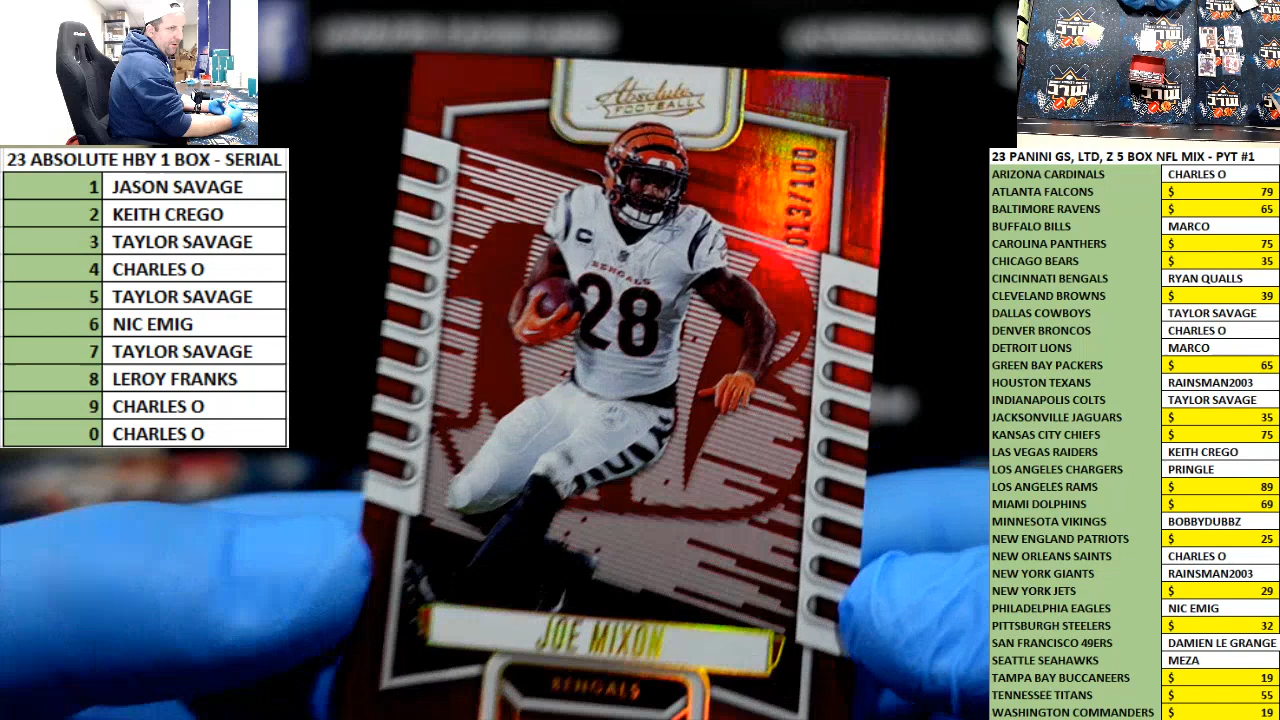 23 ABSOLUTE HBY 1 BOX - SERIAL
1 JASON SAVAGE
2 KEITH CREGO
3 TAYLOR SAVAGE
4 CHARLES O
5 TAYLOR SAVAGE
6 NIC EMIG
7 TAYLOR SAVAGE
8 LEROY FRANKS
9 CHARLES O
0 CHARLES O
Absolute
FOOTBALL
013/100
C
BENGALS
28
JOE MIXON
BENGALS
23 PANINI GS, LTD, Z 5 BOX NFL MIX - PYT #1
ARIZONA CARDINALS CHARLES O
ATLANTA FALCONS $ 79
BALTIMORE RAVENS $ 65
BUFFALO BILLS MARCO
CAROLINA PANTHERS $ 75
CHICAGO BEARS $ 35
CINCINNATI BENGALS RYAN QUALLS
CLEVELAND BROWNS $ 39
DALLAS COWBOYS TAYLOR SAVAGE
DENVER BRONCOS CHARLES O
DETROIT LIONS MARCO
GREEN BAY PACKERS $ 65
HOUSTON TEXANS RAINSMAN2003
INDIANAPOLIS COLTS TAYLOR SAVAGE
JACKSONVILLE JAGUARS $ 35
KANSAS CITY CHIEFS $ 75
LAS VEGAS RAIDERS KEITH CREGO
LOS ANGELES CHARGERS PRINGLE
LOS ANGELES RAMS $ 89
MIAMI DOLPHINS $ 69
MINNESOTA VIKINGS BOBBYDUBBZ
NEW ENGLAND PATRIOTS $ 25
NEW ORLEANS SAINTS CHARLES O
NEW YORK GIANTS RAINSMAN2003
NEW YORK JETS $ 29
PHILADELPHIA EAGLES NIC EMIG
PITTSBURGH STEELERS $ 32
SAN FRANCISCO 49ERS DAMIEN LE GRANGE
SEATTLE SEAHAWKS MEZA
TAMPA BAY BUCCANEERS $ 19
TENNESSEE TITANS $ 55
WASHINGTON COMMANDERS $ 19